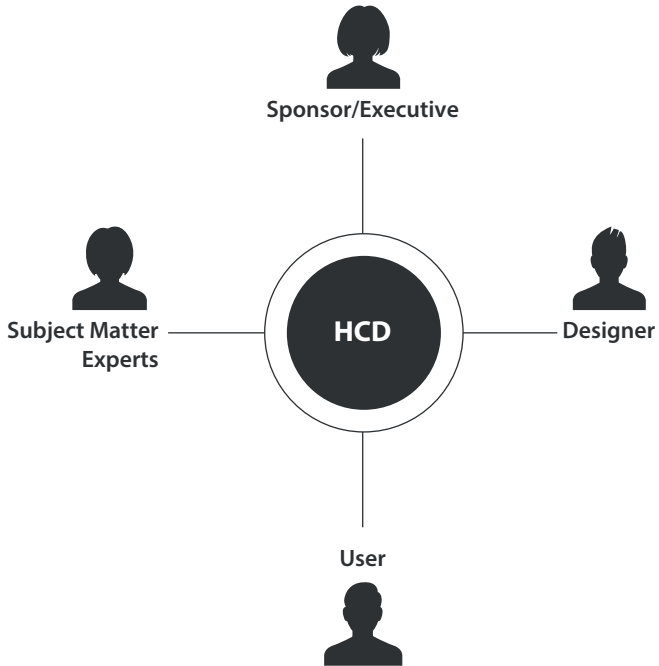 Sponsor/Executive
Subject Matter
Experts
HCD
Designer
User